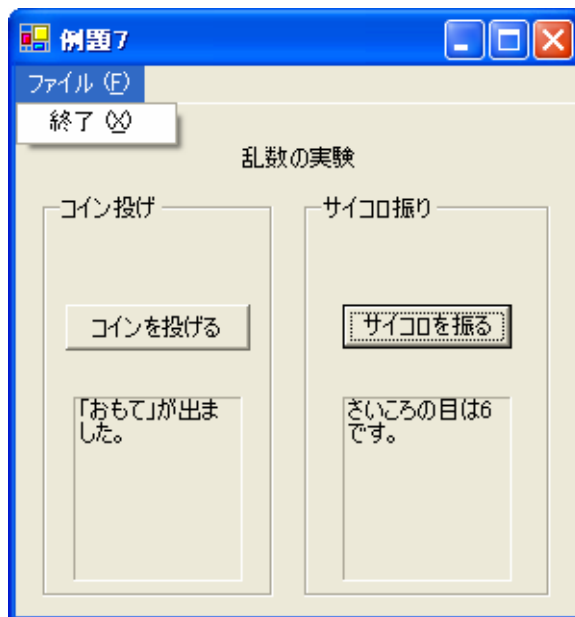 例題7
ファイル (F)
終了 (X)
乱数の実験
コイン投げ
コインを投げる
「おもて」が出ま
した。
サイコロ振り
サイコロを振る
さいころの目は6
です。